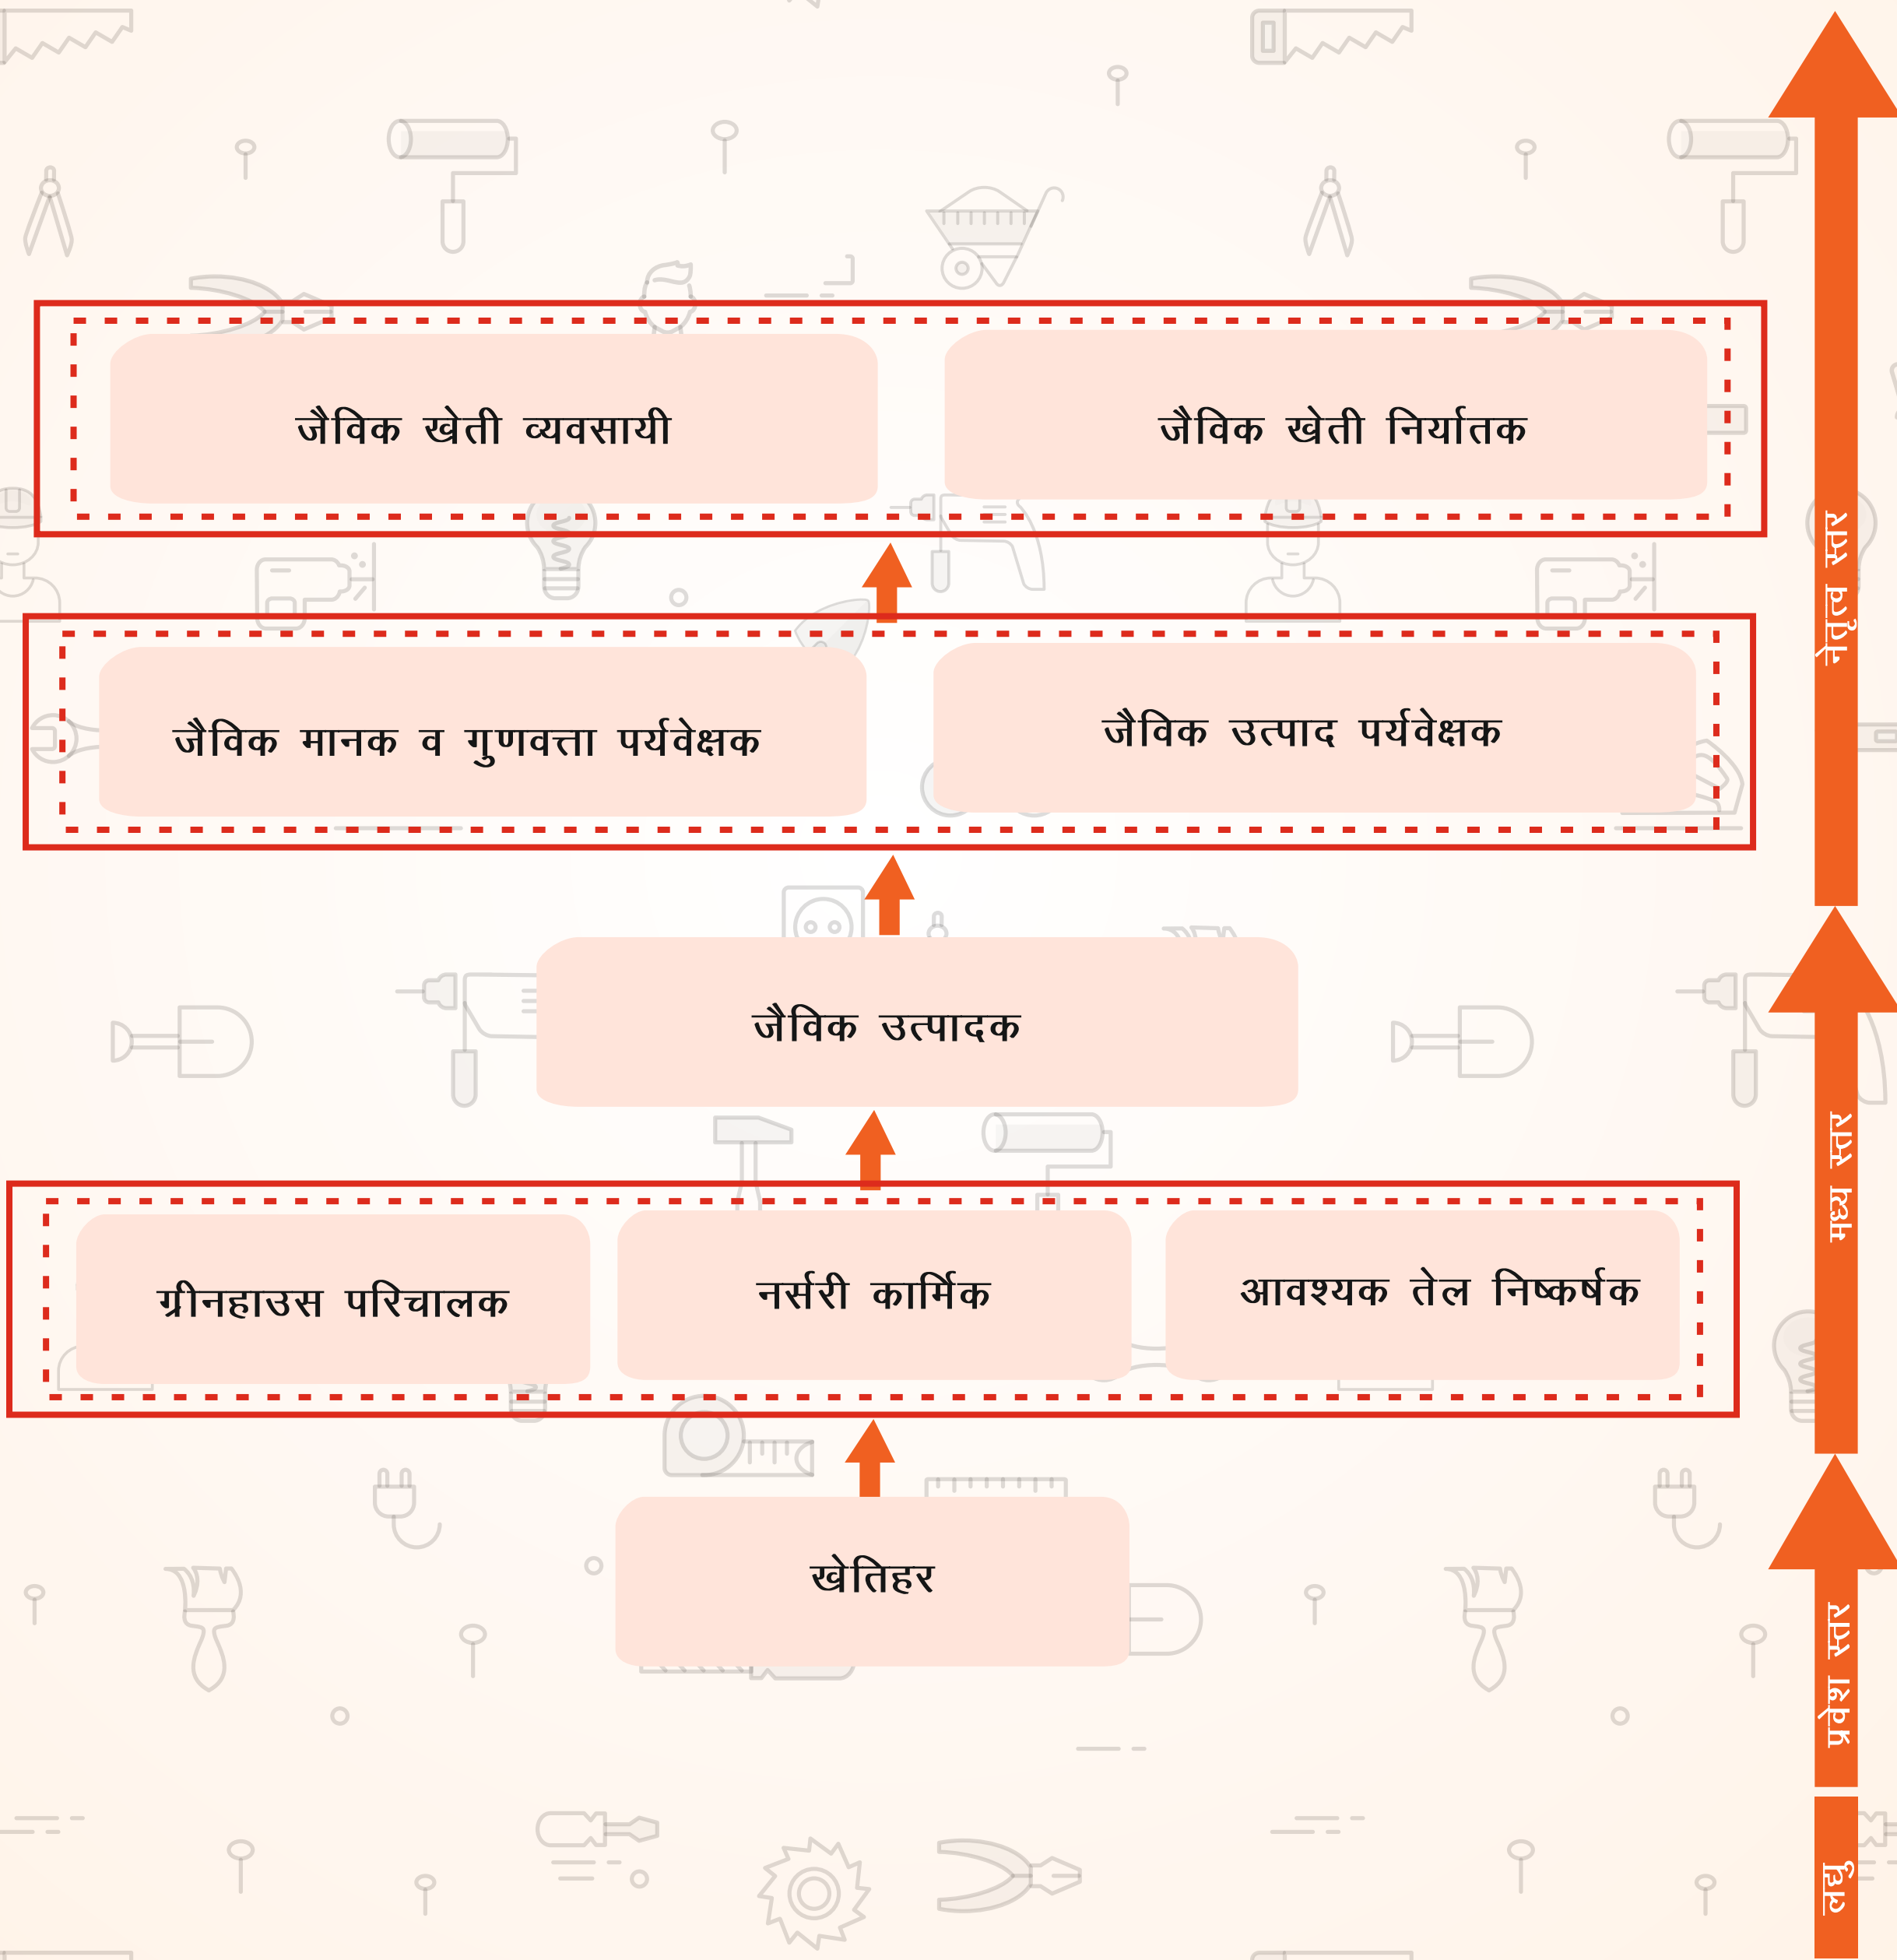 जैविक खेती व्यवसायी
जैविक खेती निर्यातक
जैविक मानक व गुणवत्ता पर्यवेक्षक
जैविक उत्पाद पर्यवेक्षक
जैविक उत्पादक
ग्रीनहाउस परिचालक
नर्सरी कार्मिक
आवश्यक तेल निष्कर्षक
खेतिहर
नेतृत्व स्तर
मध्य स्तर
प्रवेश स्तर